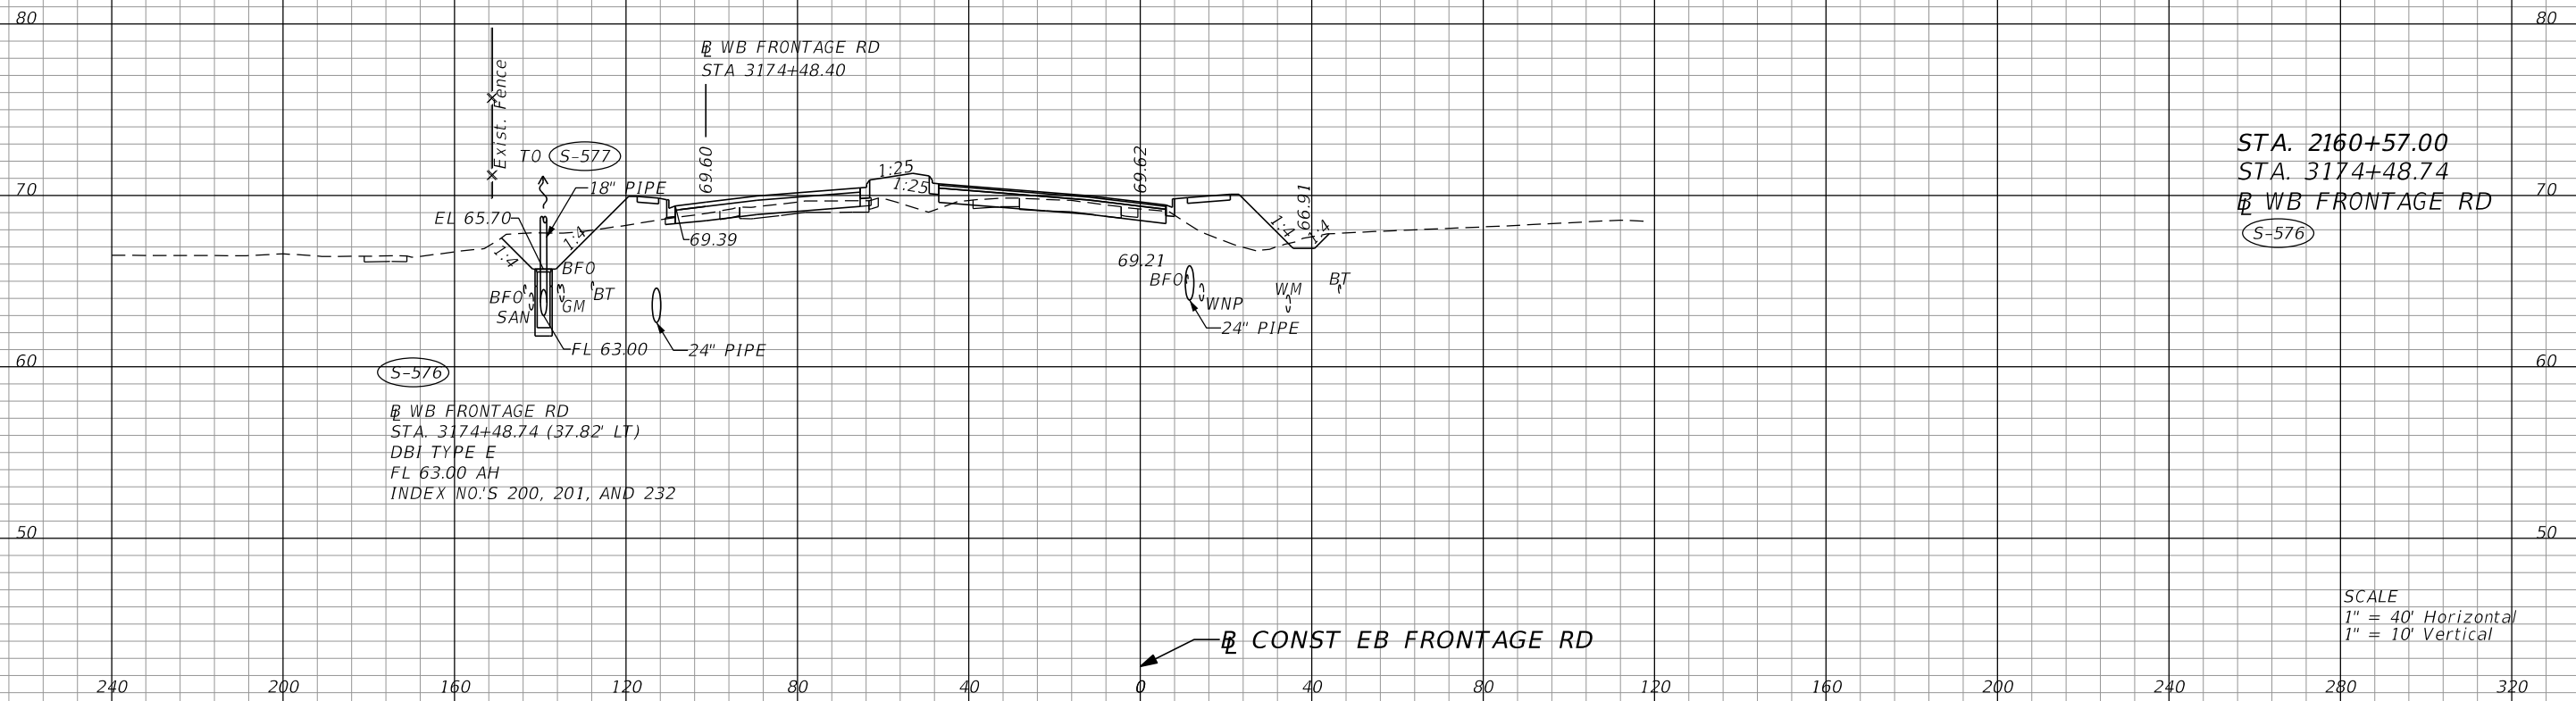 80
80
℄ WB FRONTAGE RD
STA 3174+48.40
Exist. Fence
TO S-577
18" PIPE
EL 65.70
69.60
1:25
1:25
69.62
66.91
STA. 2160+57.00
STA. 3174+48.74
℄ WB FRONTAGE RD
S-576
70
70
1:4
1:4
69.39
1:4
1:4
69.21
BFO
BFO
SAN
GM
BT
BFO
WNP
WM
BT
24" PIPE
FL 63.00
24" PIPE
60
60
S-576
℄ WB FRONTAGE RD
STA. 3174+48.74 (37.82' LT)
DBI TYPE E
FL 63.00 AH
INDEX NO.'S 200, 201, AND 232
50
50
SCALE
1" = 40' Horizontal
1" = 10' Vertical
℄ CONST EB FRONTAGE RD
240 200 160 120 80 40 0 40 80 120 160 200 240 280 320